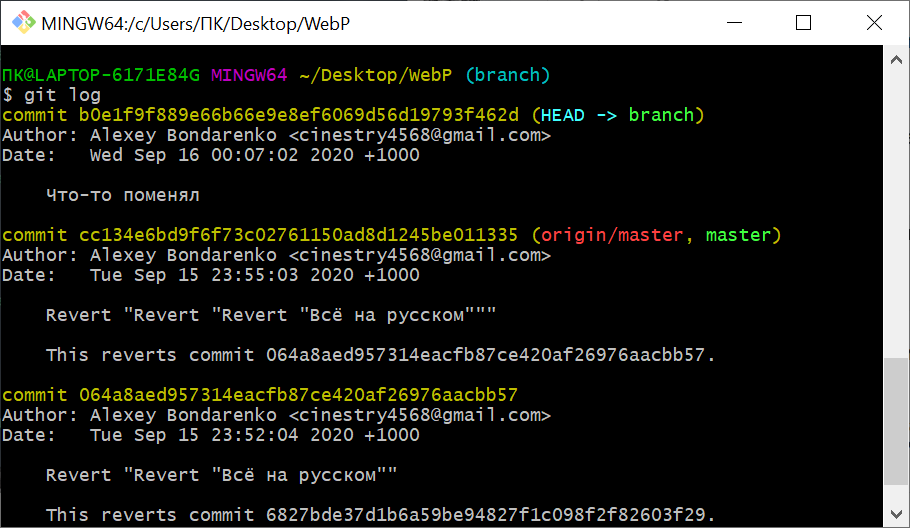 MINGW64:/c/Users/ПК/Desktop/WebP
ПК@LAPTOP-6171E84G MINGW64 ~/Desktop/WebP (branch)
$ git log
commit b0e1f9f889e66b66e9e8ef6069d56d19793f462d (HEAD -> branch)
Author: Alexey Bondarenko <cinestry4568@gmail.com>
Date:   Wed Sep 16 00:07:02 2020 +1000
Что-то поменял
commit cc134e6bd9f6f73c02761150ad8d1245be011335 (origin/master, master)
Author: Alexey Bondarenko <cinestry4568@gmail.com>
Date:   Tue Sep 15 23:55:03 2020 +1000
Revert "Revert "Revert "Всё на русском"""
This reverts commit 064a8aed957314eacfb87ce420af26976aacbb57.
commit 064a8aed957314eacfb87ce420af26976aacbb57
Author: Alexey Bondarenko <cinestry4568@gmail.com>
Date:   Tue Sep 15 23:52:04 2020 +1000
Revert "Revert "Всё на русском""
This reverts commit 6827bde37d1b6a59be94827f1c098f2f82603f29.